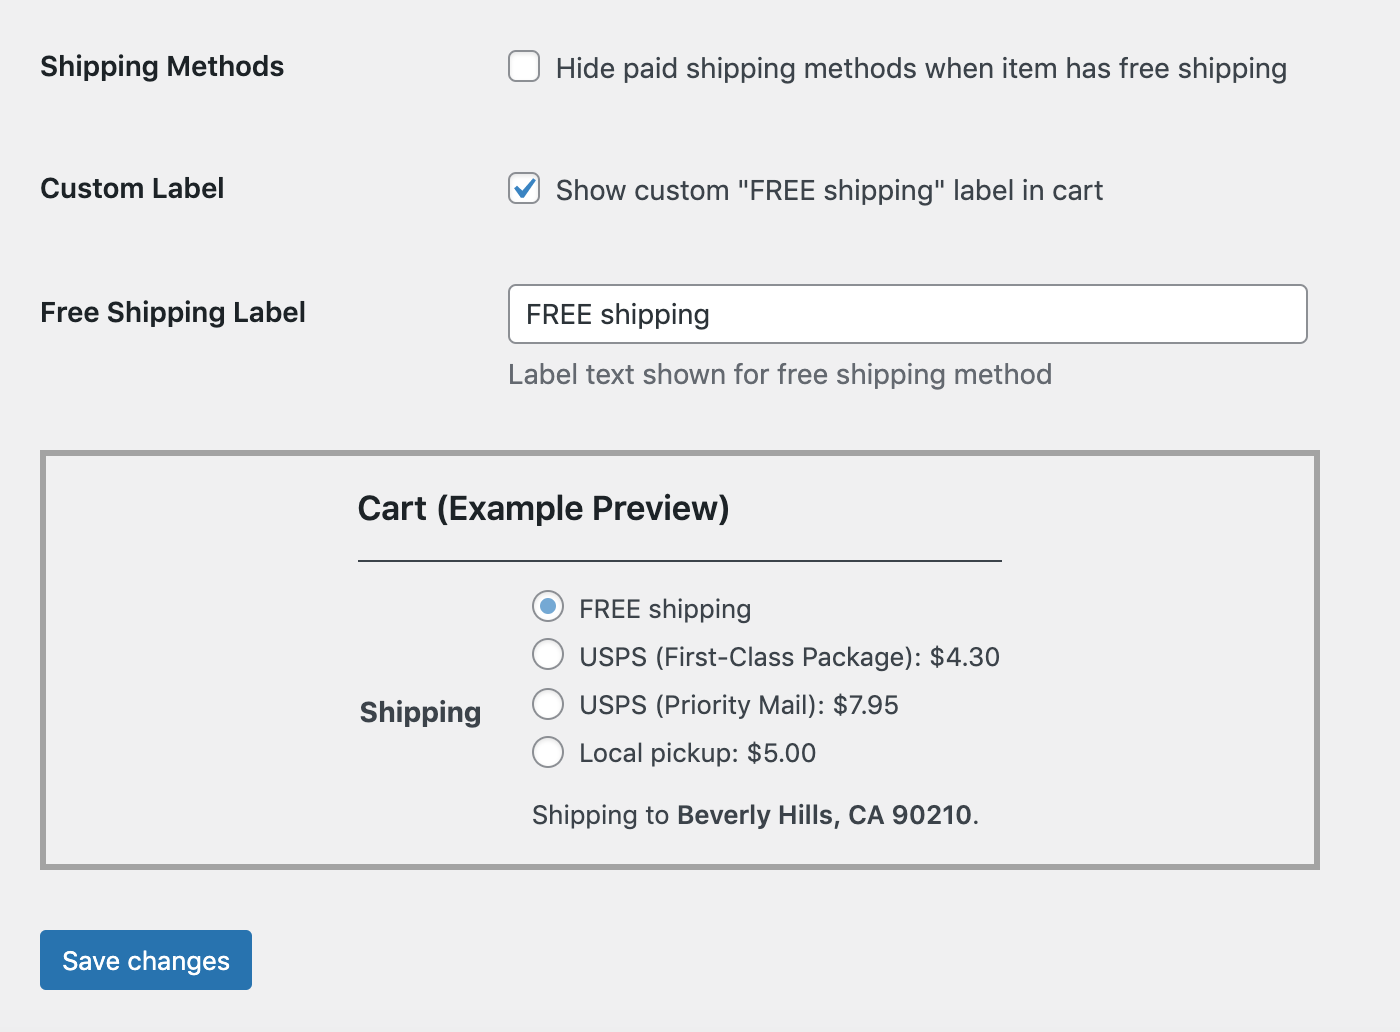 Shipping Methods
Hide paid shipping methods when item has free shipping
Custom Label
Show custom "FREE shipping" label in cart
Free Shipping Label
FREE shipping
Label text shown for free shipping method
Cart (Example Preview)
Shipping
FREE shipping
USPS (First-Class Package): $4.30
USPS (Priority Mail): $7.95
Local pickup: $5.00
Shipping to Beverly Hills, CA 90210.
Save changes